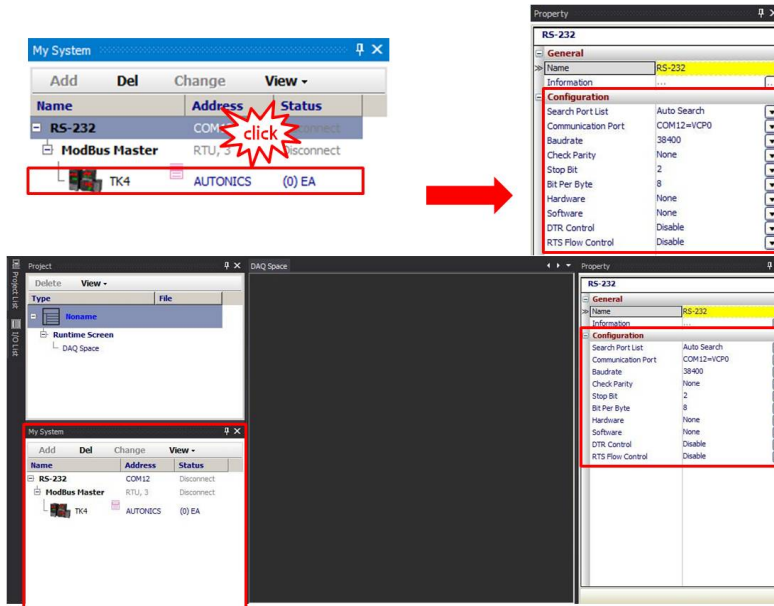 My System
Add Del Change View
Name Address Status
RS-232 COM Disconnect
click
ModBus Master RTU, 3 Disconnect
TK4 AUTONICS (0) EA
Property
RS-232
General
Name RS-232
Information ...
Configuration
Search Port List Auto Search
Communication Port COM12=VCP0
Baudrate 38400
Check Parity None
Stop Bit 2
Bit Per Byte 8
Hardware None
Software None
DTR Control Disable
RTS Flow Control Disable
Project List
I/O List
Project
Delete View
Type File
Noname
Runtime Screen
DAQ Space
My System
Add Del Change View
Name Address Status
RS-232 COM12 Disconnect
ModBus Master RTU, 3 Disconnect
TK4 AUTONICS (0) EA
DAQ Space
Property
RS-232
General
Name RS-232
Information ...
Configuration
Search Port List Auto Search
Communication Port COM12=VCP0
Baudrate 38400
Check Parity None
Stop Bit 2
Bit Per Byte 8
Hardware None
Software None
DTR Control Disable
RTS Flow Control Disable